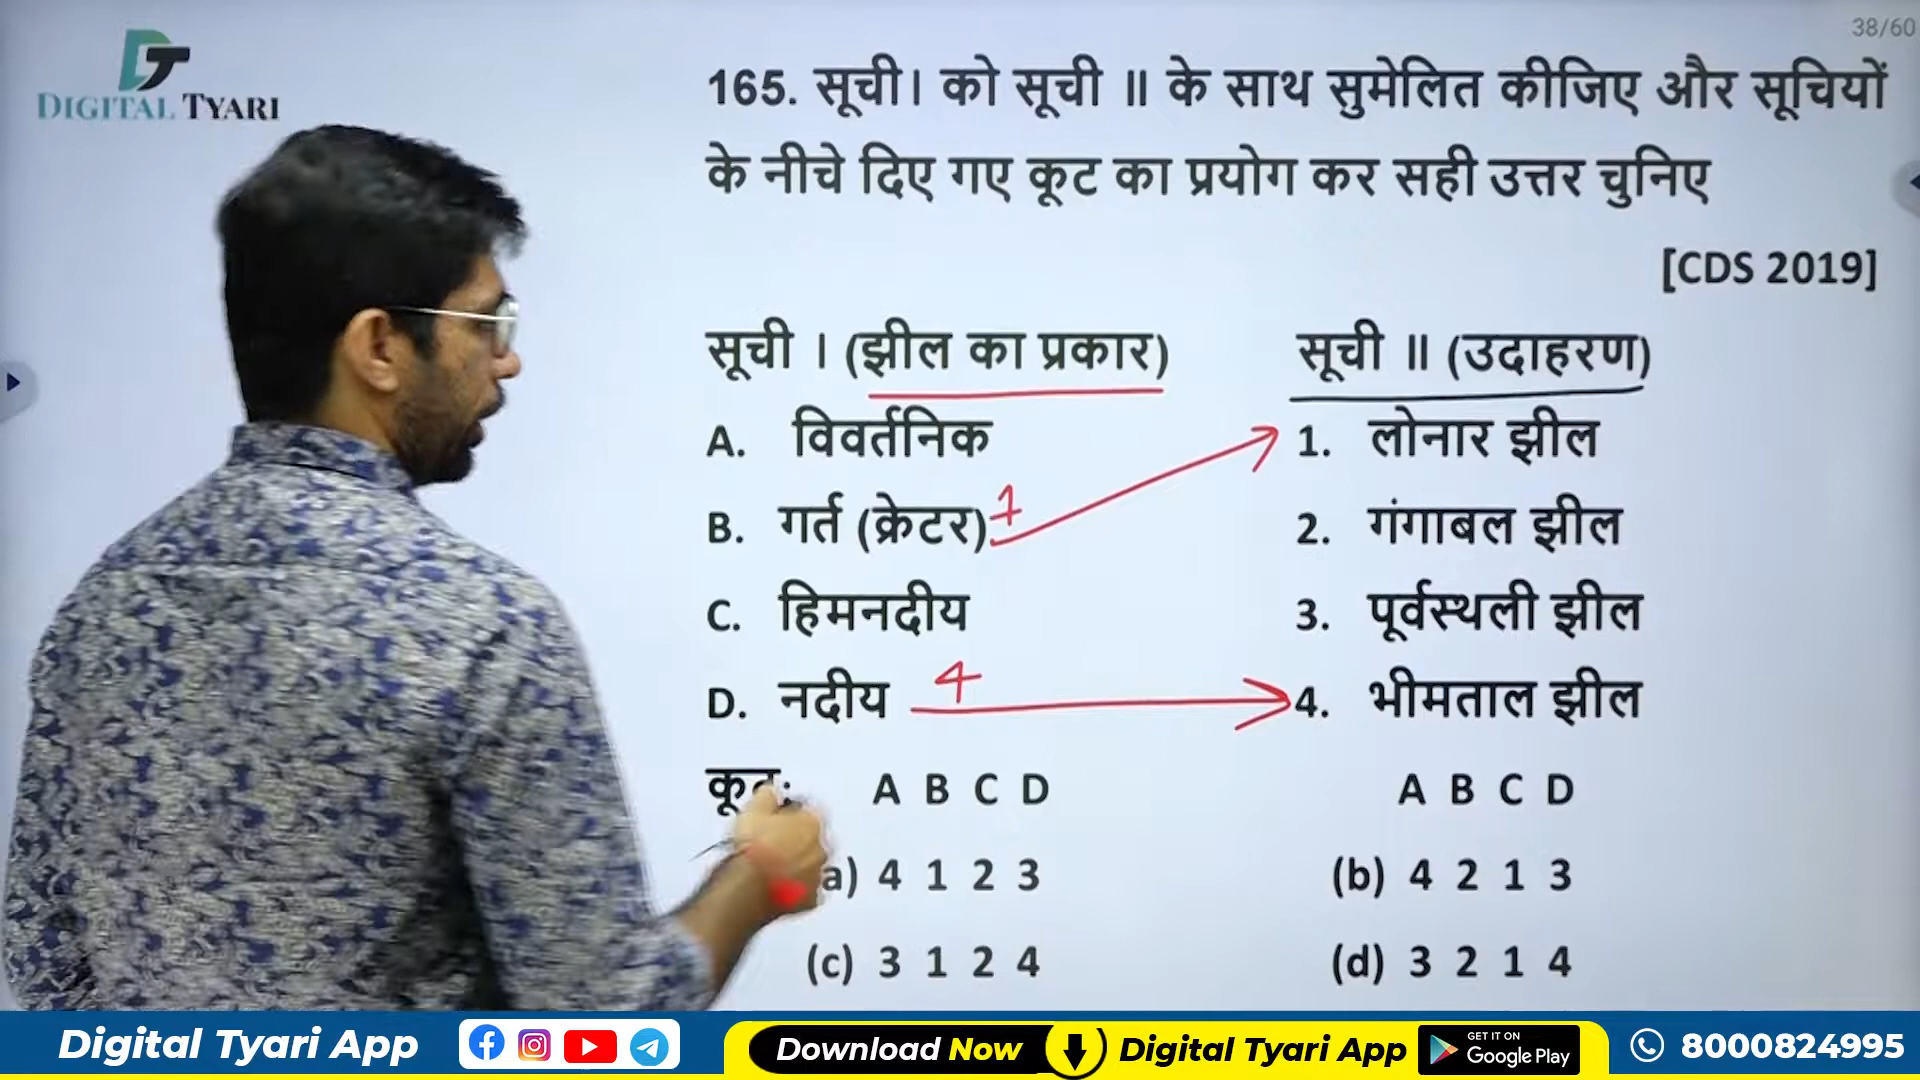 38/60
DT
DIGITAL TYARI
165. सूची। को सूची ॥ के साथ सुमेलित कीजिए और सूचियों
के नीचे दिए गए कूट का प्रयोग कर सही उत्तर चुनिए
[CDS 2019]
सूची । (झील का प्रकार) सूची ॥ (उदाहरण)
A. विवर्तनिक 1. लोनार झील
B. गर्त (क्रेटर) 1 2. गंगाबल झील
C. हिमनदीय 3. पूर्वस्थली झील
D. नदीय 4 4. भीमताल झील
A B C D A B C D
a) 4 1 2 3 (b) 4 2 1 3
(c) 3 1 2 4 (d) 3 2 1 4
Digital Tyari App Download Now Digital Tyari App GET IT ON Google Play 8000824995